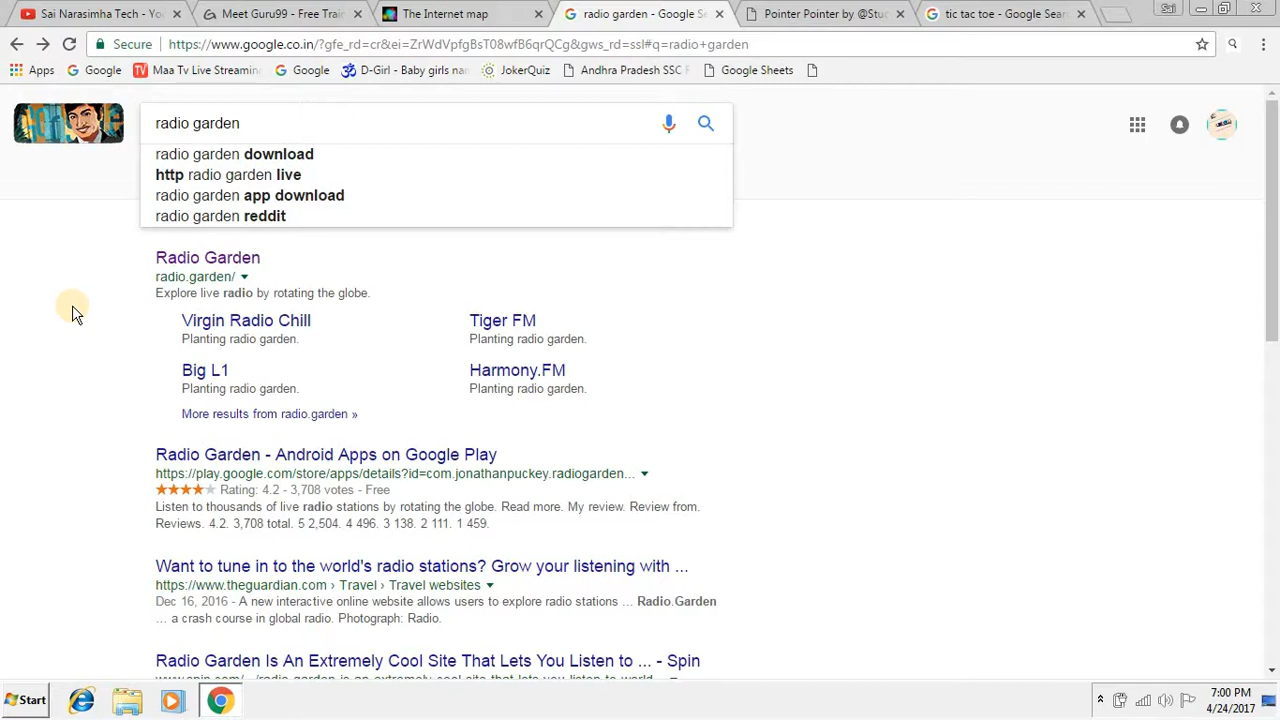 Sai Narasimha Tech - You
Meet Guru99 - Free Train
The Internet map
radio garden - Google Se
Pointer Pointer by @Stu
tic tac toe - Google Sear
Sai
Secure
https://www.google.co.in/?gfe_rd=cr&ei=ZrWdVpfgBsT08wfB6qrQCg&gws_rd=ssl#q=radio+garden
Apps
Google
Maa Tv Live Streamin
Google
D-Girl - Baby girls nam
JokerQuiz
Andhra Pradesh SSC R
Google Sheets
radio garden
radio garden download
http radio garden live
radio garden app download
radio garden reddit
Radio Garden
radio.garden/
Explore live radio by rotating the globe.
Virgin Radio Chill
Tiger FM
Planting radio garden.
Planting radio garden.
Big L1
Harmony.FM
Planting radio garden.
Planting radio garden.
More results from radio.garden »
Radio Garden - Android Apps on Google Play
https://play.google.com/store/apps/details?id=com.jonathanpuckey.radiogarden...
Rating: 4.2 - 3,708 votes - Free
Listen to thousands of live radio stations by rotating the globe. Read more. My review. Review from.
Reviews. 4.2. 3,708 total. 5 2,504. 4 496. 3 138. 2 111. 1 459.
Want to tune in to the world's radio stations? Grow your listening with ...
https://www.theguardian.com › Travel › Travel websites
Dec 16, 2016 - A new interactive online website allows users to explore radio stations ... Radio.Garden
... a crash course in global radio. Photograph: Radio.
Radio Garden Is An Extremely Cool Site That Lets You Listen to ... - Spin
Start
7:00 PM
4/24/2017